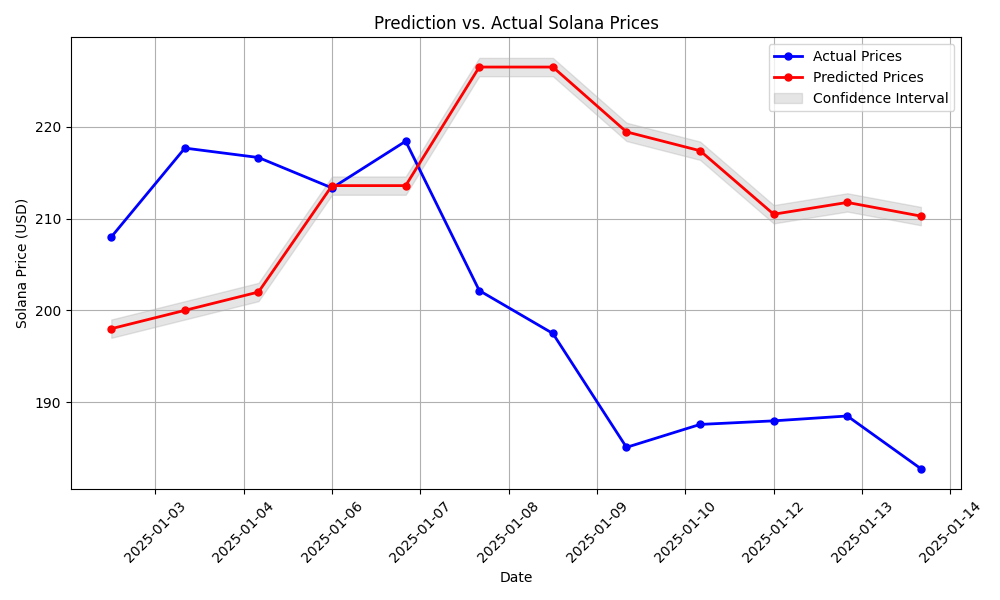 Prediction vs. Actual Solana Prices
Actual Prices
Predicted Prices
Confidence Interval
Solana Price (USD)
220
210
200
190
2025-01-03
2025-01-04
2025-01-06
2025-01-07
2025-01-08
2025-01-09
2025-01-10
2025-01-12
2025-01-13
2025-01-14
Date